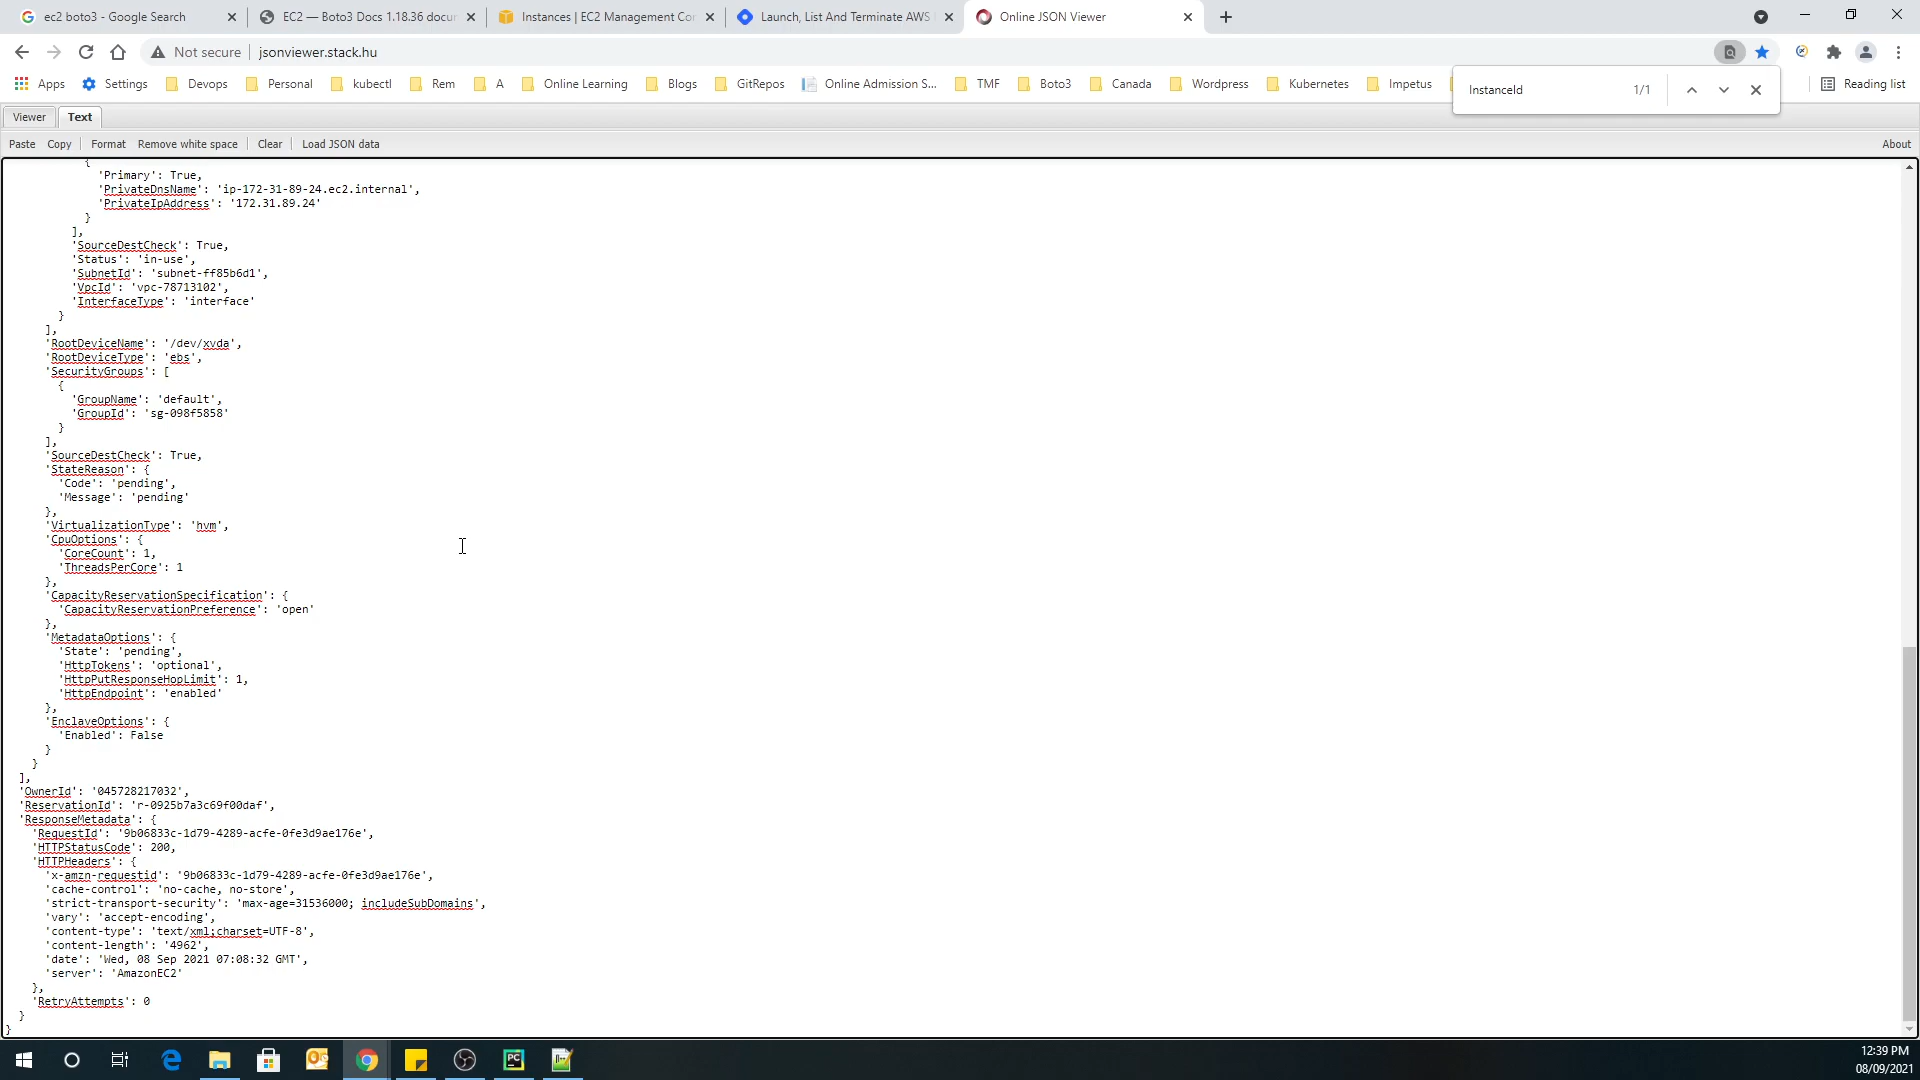 ec2 boto3 - Google Search
EC2 — Boto3 Docs 1.18.36 docu
Instances | EC2 Management Co
Launch, List And Terminate AWS
Online JSON Viewer
Not secure
jsonviewer.stack.hu
Apps
Settings
Devops
Personal
kubectl
Rem
A
Online Learning
Blogs
GitRepos
Online Admission S...
TMF
Boto3
Canada
Wordpress
Kubernetes
Impetus
Reading list
InstanceId
1/1
Viewer
Text
Paste
Copy
Format
Remove white space
Clear
Load JSON data
About
{
'Primary': True,
'PrivateDnsName': 'ip-172-31-89-24.ec2.internal',
'PrivateIpAddress': '172.31.89.24'
}
],
'SourceDestCheck': True,
'Status': 'in-use',
'SubnetId': 'subnet-ff85b6d1',
'VpcId': 'vpc-78713102',
'InterfaceType': 'interface'
}
],
'RootDeviceName': '/dev/xvda',
'RootDeviceType': 'ebs',
'SecurityGroups': [
{
'GroupName': 'default',
'GroupId': 'sg-098f5858'
}
],
'SourceDestCheck': True,
'StateReason': {
'Code': 'pending',
'Message': 'pending'
},
'VirtualizationType': 'hvm',
'CpuOptions': {
'CoreCount': 1,
'ThreadsPerCore': 1
},
'CapacityReservationSpecification': {
'CapacityReservationPreference': 'open'
},
'MetadataOptions': {
'State': 'pending',
'HttpTokens': 'optional',
'HttpPutResponseHopLimit': 1,
'HttpEndpoint': 'enabled'
},
'EnclaveOptions': {
'Enabled': False
}
}
],
'OwnerId': '045728217032',
'ReservationId': 'r-0925b7a3c69f00daf',
'ResponseMetadata': {
'RequestId': '9b06833c-1d79-4289-acfe-0fe3d9ae176e',
'HTTPStatusCode': 200,
'HTTPHeaders': {
'x-amzn-requestid': '9b06833c-1d79-4289-acfe-0fe3d9ae176e',
'cache-control': 'no-cache, no-store',
'strict-transport-security': 'max-age=31536000; includeSubDomains',
'vary': 'accept-encoding',
'content-type': 'text/xml;charset=UTF-8',
'content-length': '4962',
'date': 'Wed, 08 Sep 2021 07:08:32 GMT',
'server': 'AmazonEC2'
},
'RetryAttempts': 0
}
}
12:39 PM
08/09/2021